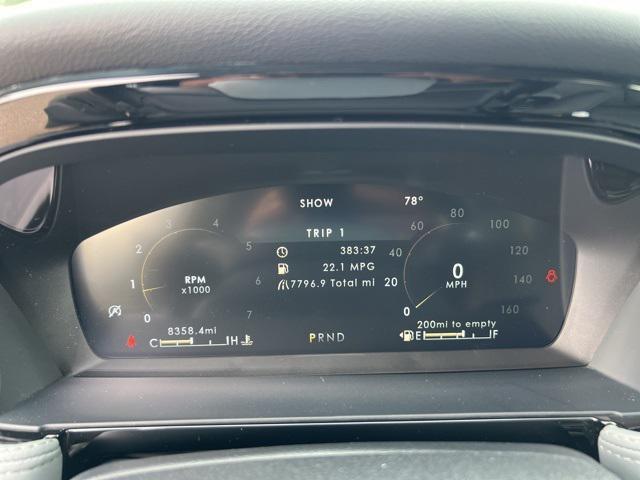 SHOW 78°
TRIP 1
383:37
22.1 MPG
7796.9 Total mi
0 1 2 3 4 5 6 7
RPM
x1000
0 20 40 60 80 100 120 140 160
0
MPH
8358.4mi
C H
PRND
200mi to empty
E F